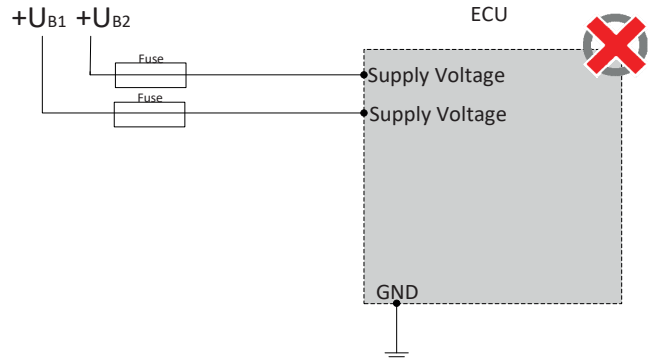 +UB1 +UB2
ECU
Fuse
Supply Voltage
Fuse
Supply Voltage
GND